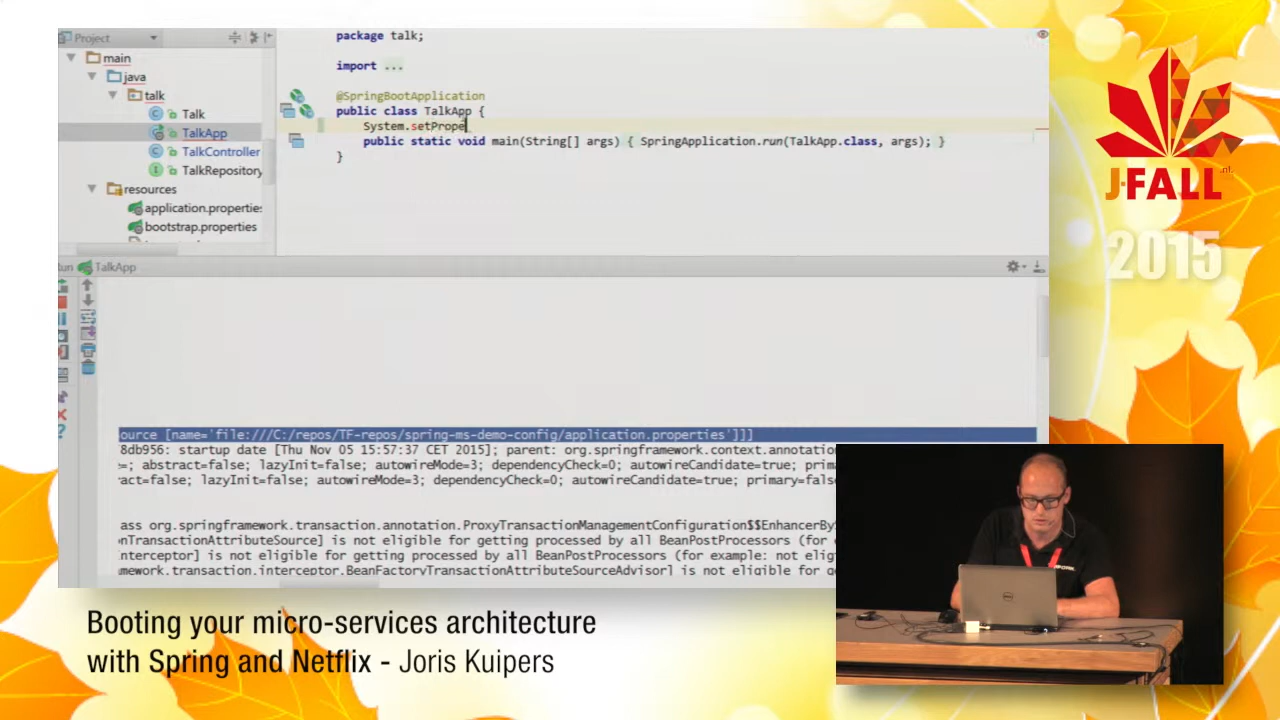 Project
main
java
talk
Talk
TalkApp
TalkController
TalkRepository
resources
application.propertie
bootstrap.properties
package talk;
import ...
@SpringBootApplication
public class TalkApp {
System.setPrope
public static void main(String[] args) { SpringApplication.run(TalkApp.class, args); }
}
un TalkApp
ource [name='file:///C:/repos/TF-repos/spring-ms-demo-config/application.properties']]]
8db956: startup date [Thu Nov 05 15:57:37 CET 2015]; parent: org.springframework.context.annotation
=; abstract=false; lazyInit=false; autowireMode=3; dependencyCheck=0; autowireCandidate=true; prim
act=false; lazyInit=false; autowireMode=3; dependencyCheck=0; autowireCandidate=true; primary=fals
ass org.springframework.transaction.annotation.ProxyTransactionManagementConfiguration$$EnhancerByS
onTransactionAttributeSource] is not eligible for getting processed by all BeanPostProcessors (for
nterceptor] is not eligible for getting processed by all BeanPostProcessors (for example: not elig
mework.transaction.interceptor.BeanFactoryTransactionAttributeSourceAdvisor] is not eligible for
J-FALL.nl
2015
Booting your micro-services architecture
with Spring and Netflix - Joris Kuipers